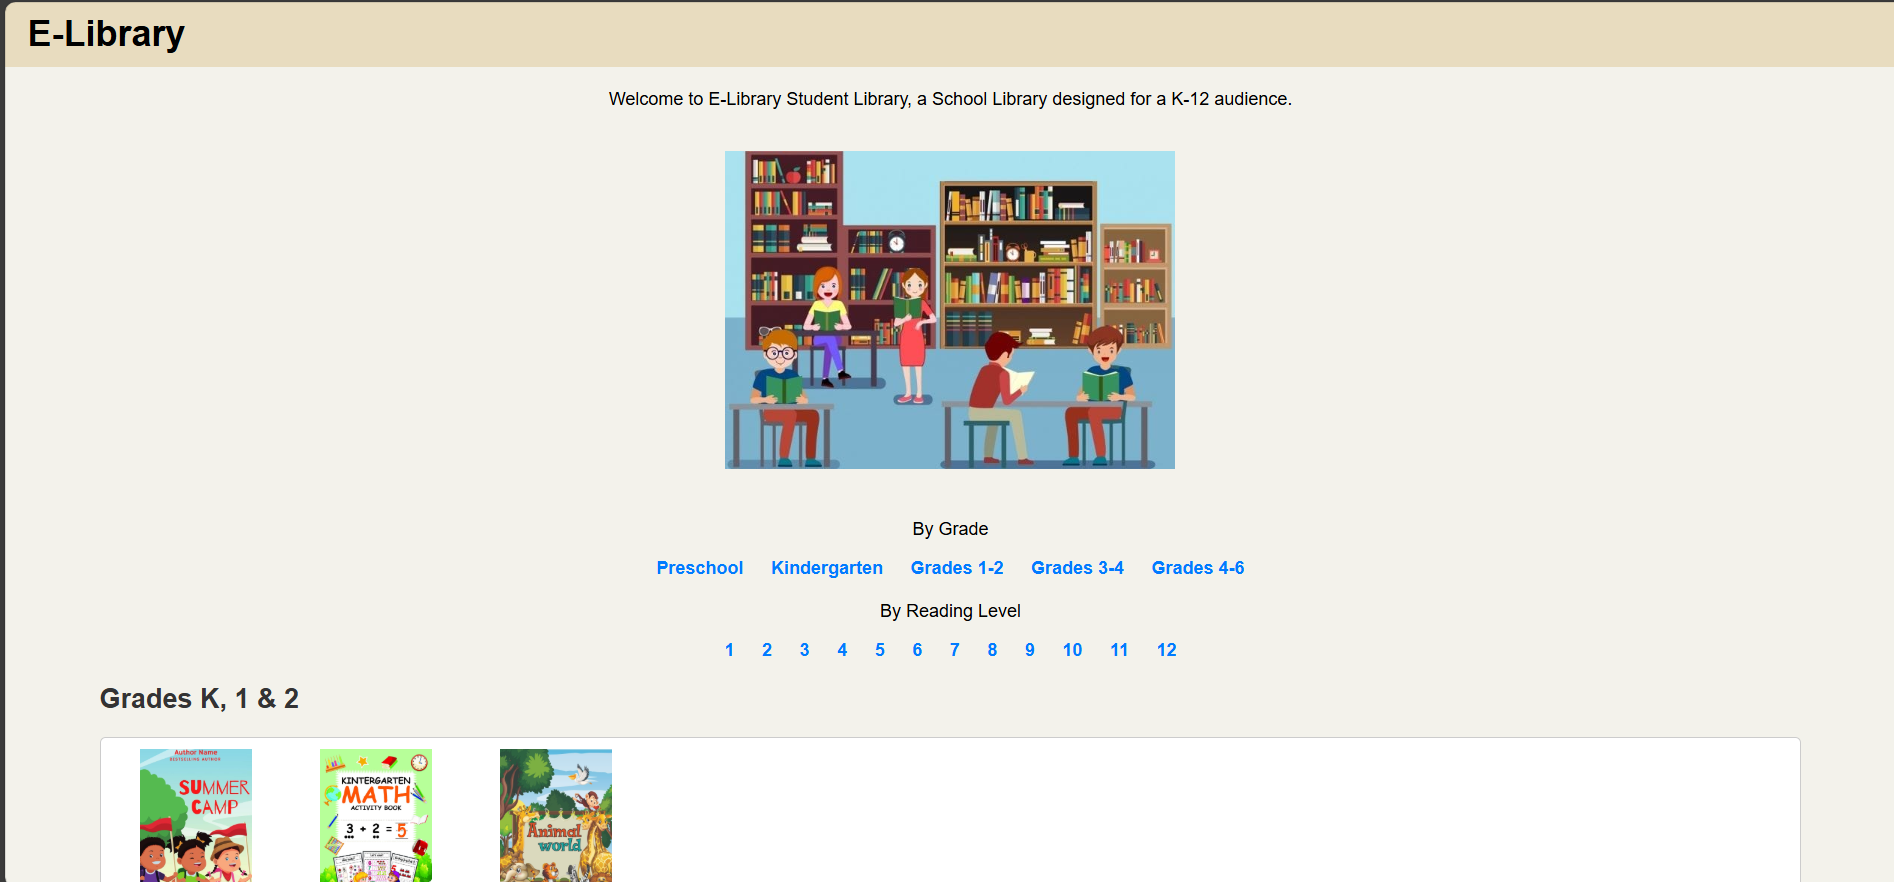 E-Library
Welcome to E-Library Student Library, a School Library designed for a K-12 audience.
By Grade
Preschool Kindergarten Grades 1-2 Grades 3-4 Grades 4-6
By Reading Level
1 2 3 4 5 6 7 8 9 10 11 12
Grades K, 1 & 2
Author Name
BESTSELLING AUTHOR
SUMMER
CAMP
KINTERGARTEN
MATH
ACTIVITY BOOK
3 + 2 = 5
Animal
world